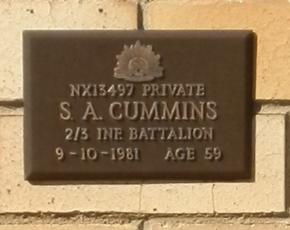 NX13497 PRIVATE
S. A. CUMMINS
2/3 INF BATTALION
9-10-1981 AGE 59